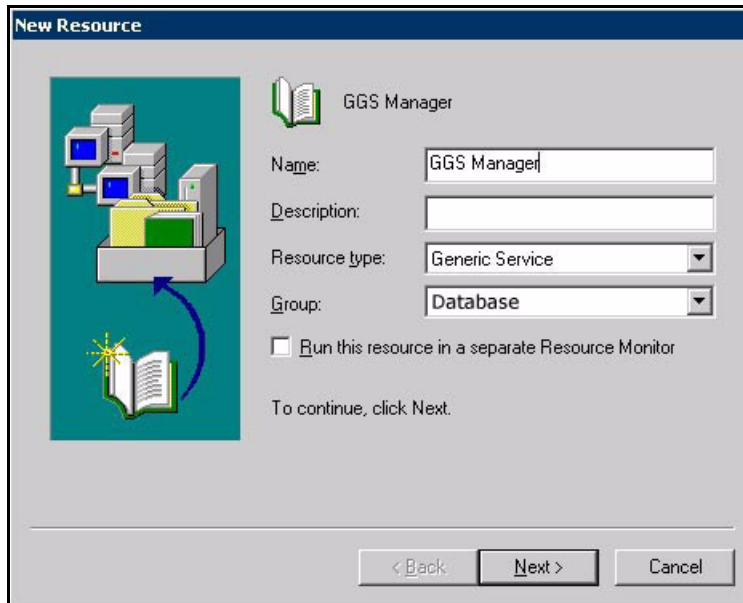 New Resource
GGS Manager
Name: GGS Manager
Description:
Resource type: Generic Service
Group: Database
Run this resource in a separate Resource Monitor
To continue, click Next.
< Back Next > Cancel